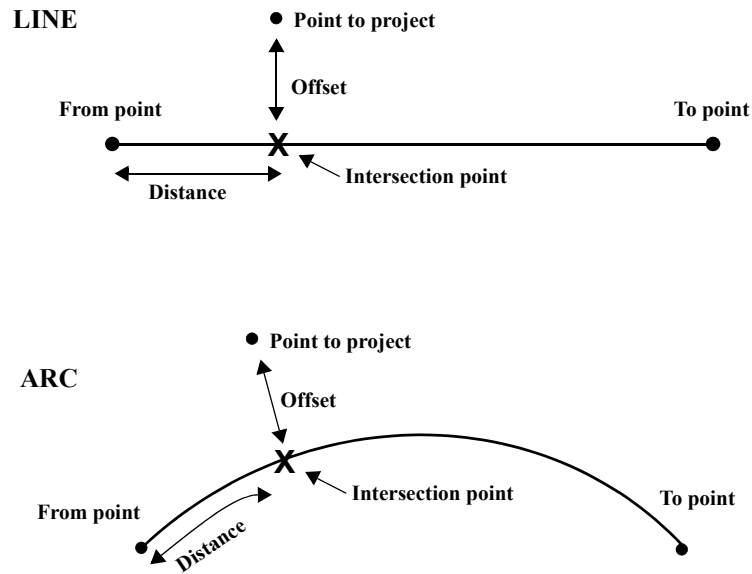 LINE
Point to project
Offset
From point
To point
X
Intersection point
Distance
Point to project
ARC
Offset
X
Intersection point
From point
To point
Distance